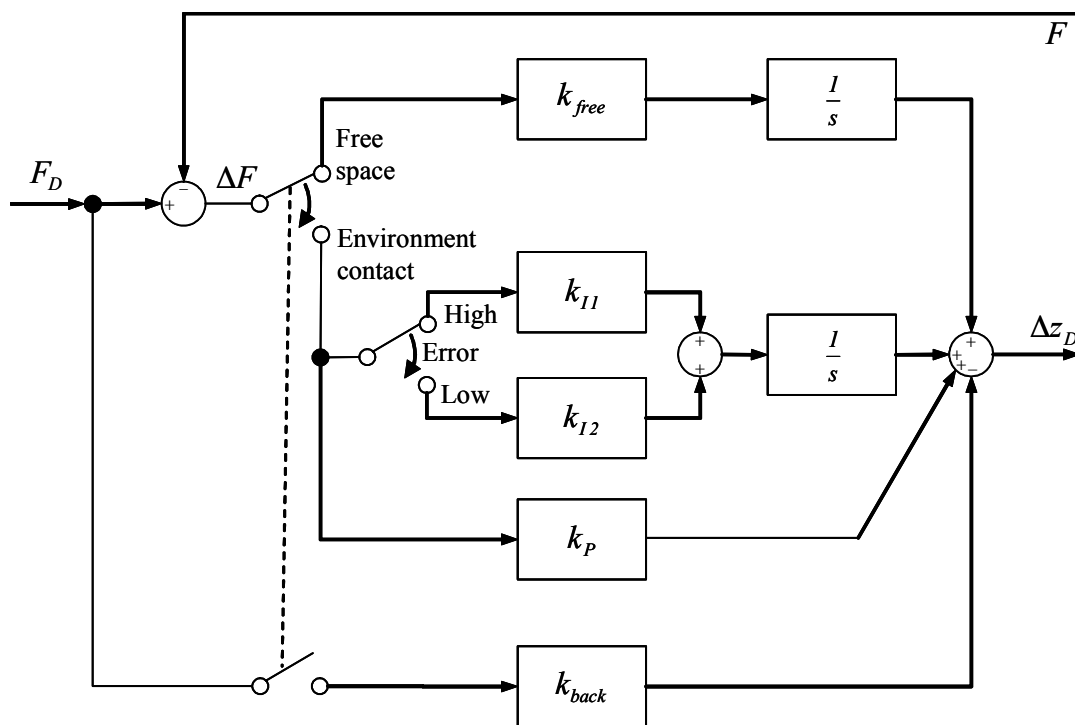 F
k_free
1
s
Free
space
F_D
-
+
ΔF
Environment
contact
k_I1
High
Error
Low
+
+
1
s
+
+
+
-
Δz_D
k_I2
k_P
k_back